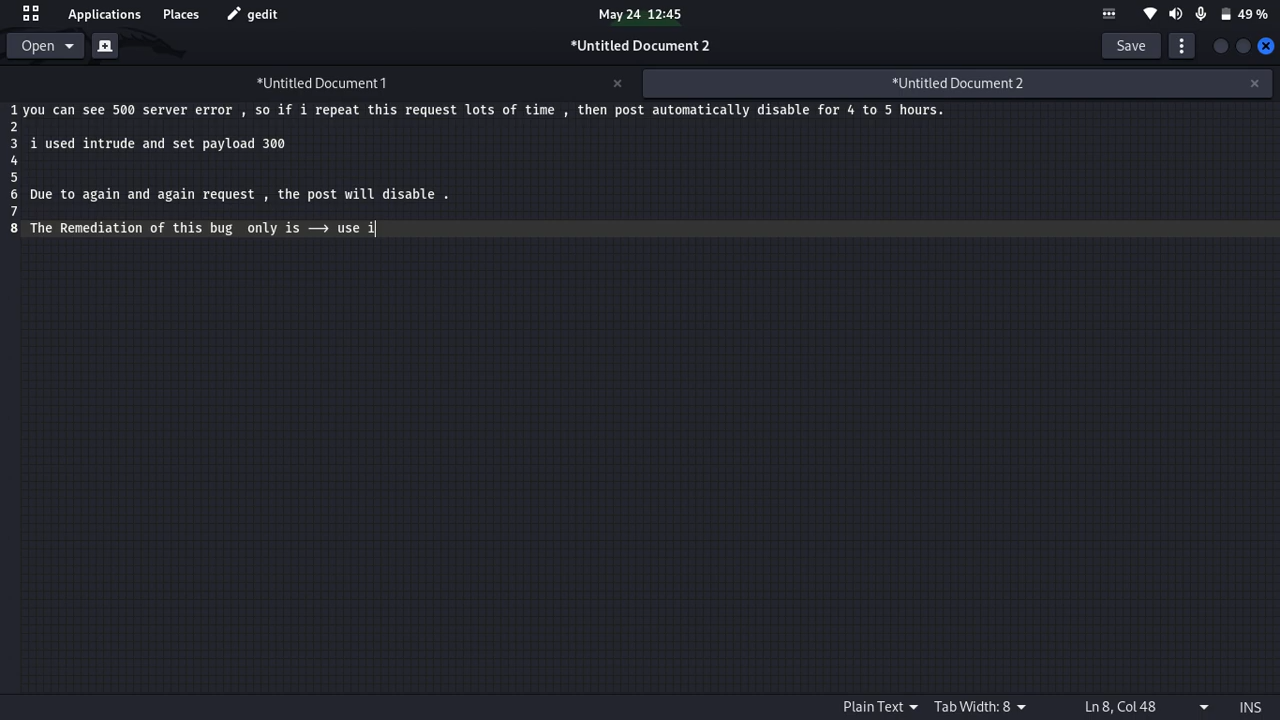 Applications Places gedit May 24 12:45 49 %
Open *Untitled Document 2 Save
*Untitled Document 1 *Untitled Document 2
1 you can see 500 server error , so if i repeat this request lots of time , then post automatically disable for 4 to 5 hours.
2
3 i used intrude and set payload 300
4
5
6 Due to again and again request , the post will disable .
7
8 The Remediation of this bug  only is --> use i
Plain Text Tab Width: 8 Ln 8, Col 48 INS